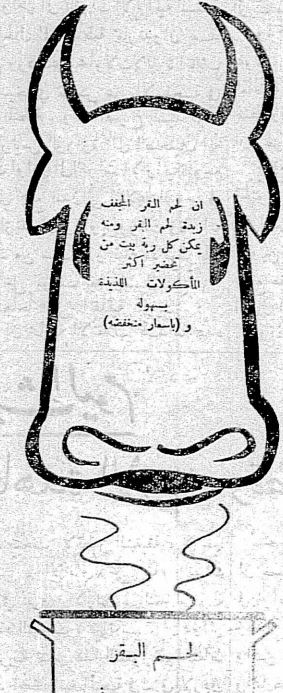 ان لحم البقر المجفف
زبدة لحم البقر ومنه
يمكن كل ربة بيت من
تحضير اكثر
المأكولات اللذيذة
بسهولة
و (باسعار منخفضه)
لحم البقر